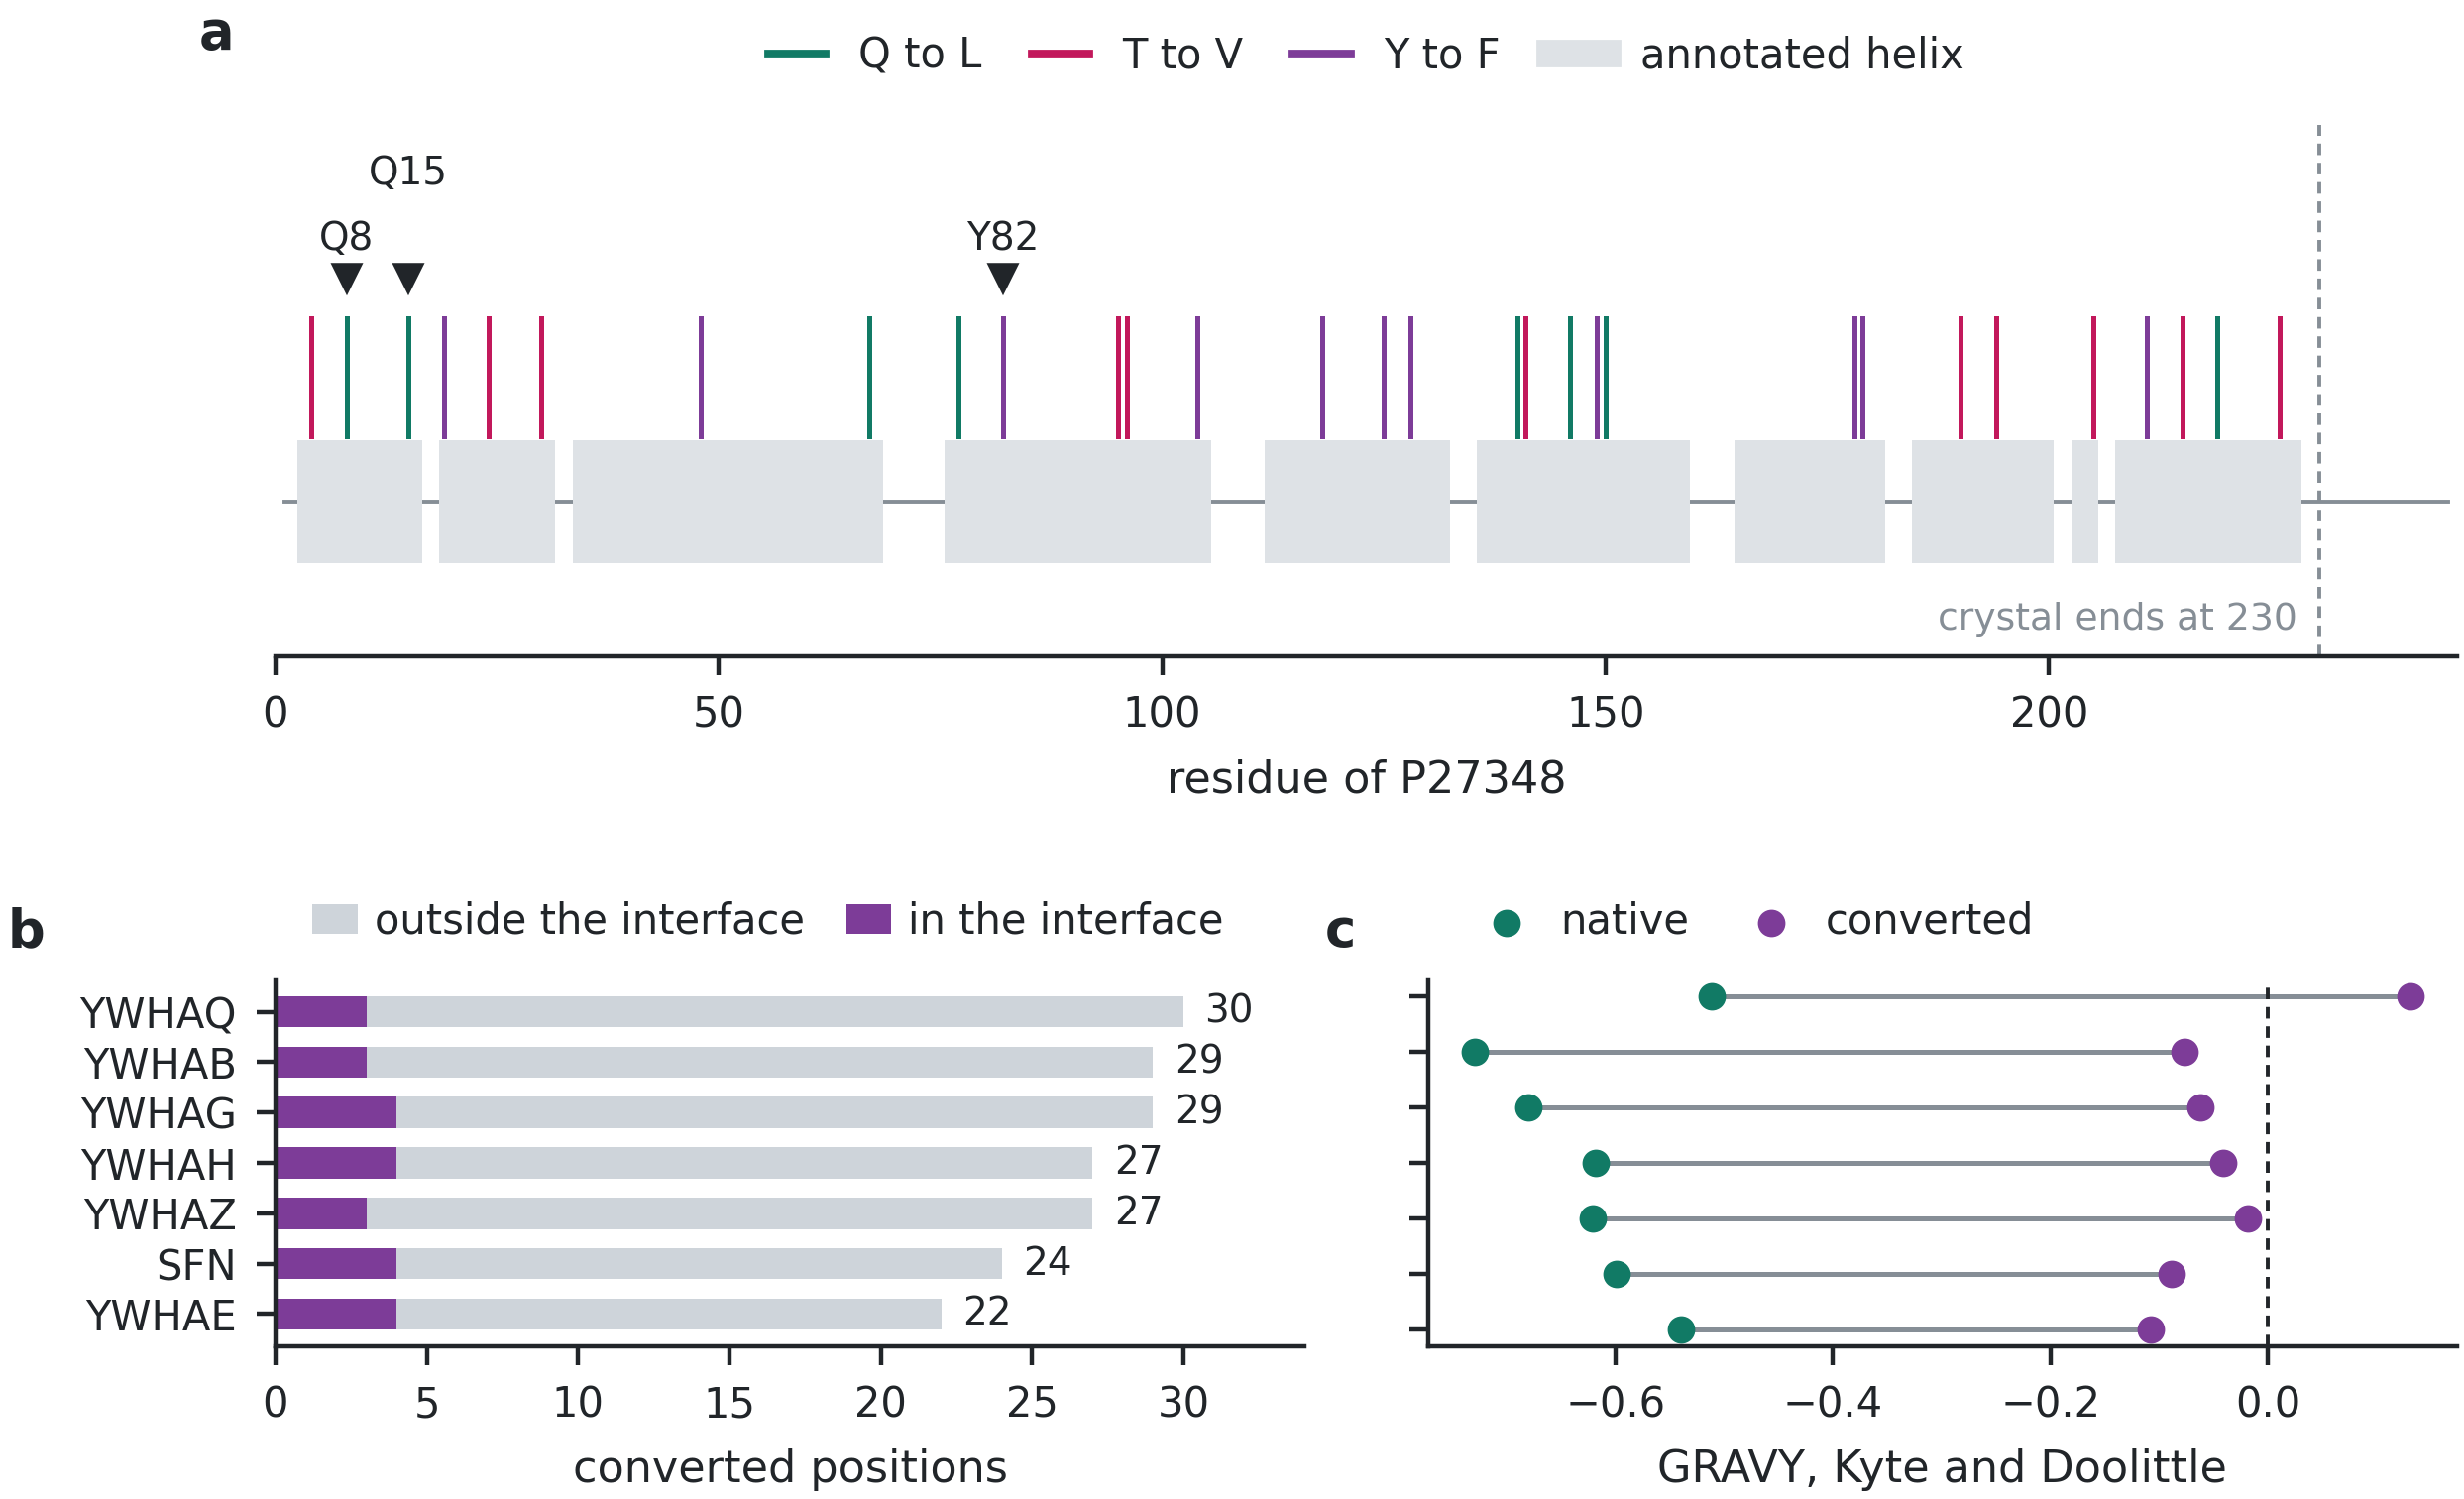 a
Q to L
T to V
Y to F
annotated helix
Q15
Q8
Y82
crystal ends at 230
0
50
100
150
200
residue of P27348
b
outside the interface
in the interface
YWHAQ
30
YWHAB
29
YWHAG
29
YWHAH
27
YWHAZ
27
SFN
24
YWHAE
22
0
5
10
15
20
25
30
converted positions
c
native
converted
−0.6
−0.4
−0.2
0.0
GRAVY, Kyte and Doolittle